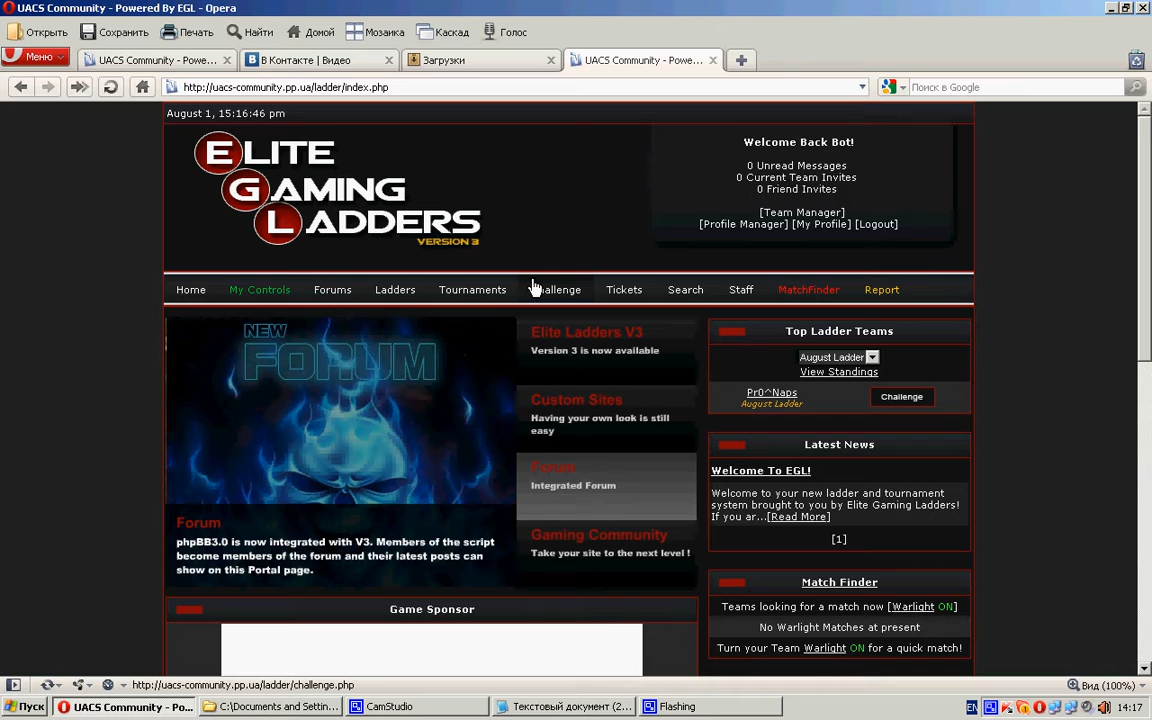 UACS Community - Powered By EGL - Opera
Открыть Сохранить Печать Найти Домой Мозаика Каскад Голос
Меню UACS Community - Powe... В Контакте | Видео Загрузки UACS Community - Powe...
http://uacs-community.pp.ua/ladder/index.php Поиск в Google
August 1, 15:16:46 pm
ELITE
GAMING
LADDERS
VERSION 3
Welcome Back Bot!
0 Unread Messages
0 Current Team Invites
0 Friend Invites
[Team Manager]
[Profile Manager] [My Profile] [Logout]
Home My Controls Forums Ladders Tournaments Challenge Tickets Search Staff MatchFinder Report
NEW
FORUM
Forum
phpBB3.0 is now integrated with V3. Members of the script
become members of the forum and their latest posts can
show on this Portal page.
Elite Ladders V3
Version 3 is now available
Custom Sites
Having your own look is still
easy
Forum
Integrated Forum
Gaming Community
Take your site to the next level !
Game Sponsor
Top Ladder Teams
August Ladder
View Standings
Pr0^Naps
August Ladder
Challenge
Latest News
Welcome To EGL!
Welcome to your new ladder and tournament
system brought to you by Elite Gaming Ladders!
If you ar...[Read More]
[1]
Match Finder
Teams looking for a match now [Warlight ON]
No Warlight Matches at present
Turn your Team Warlight ON for a quick match!
http://uacs-community.pp.ua/ladder/challenge.php Вид (100%)
Пуск UACS Community - Po... C:\Documents and Settin... CamStudio Текстовый документ (2... Flashing EN 14:17